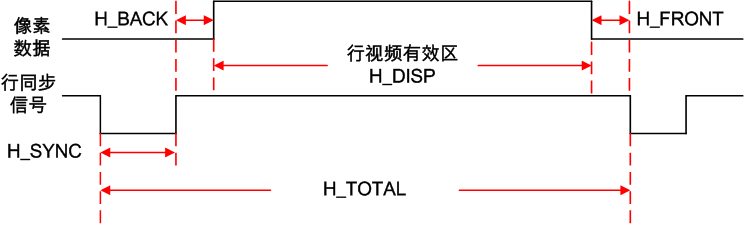 像素
数据
H_BACK
H_FRONT
行视频有效区
H_DISP
行同步
信号
H_SYNC
H_TOTAL